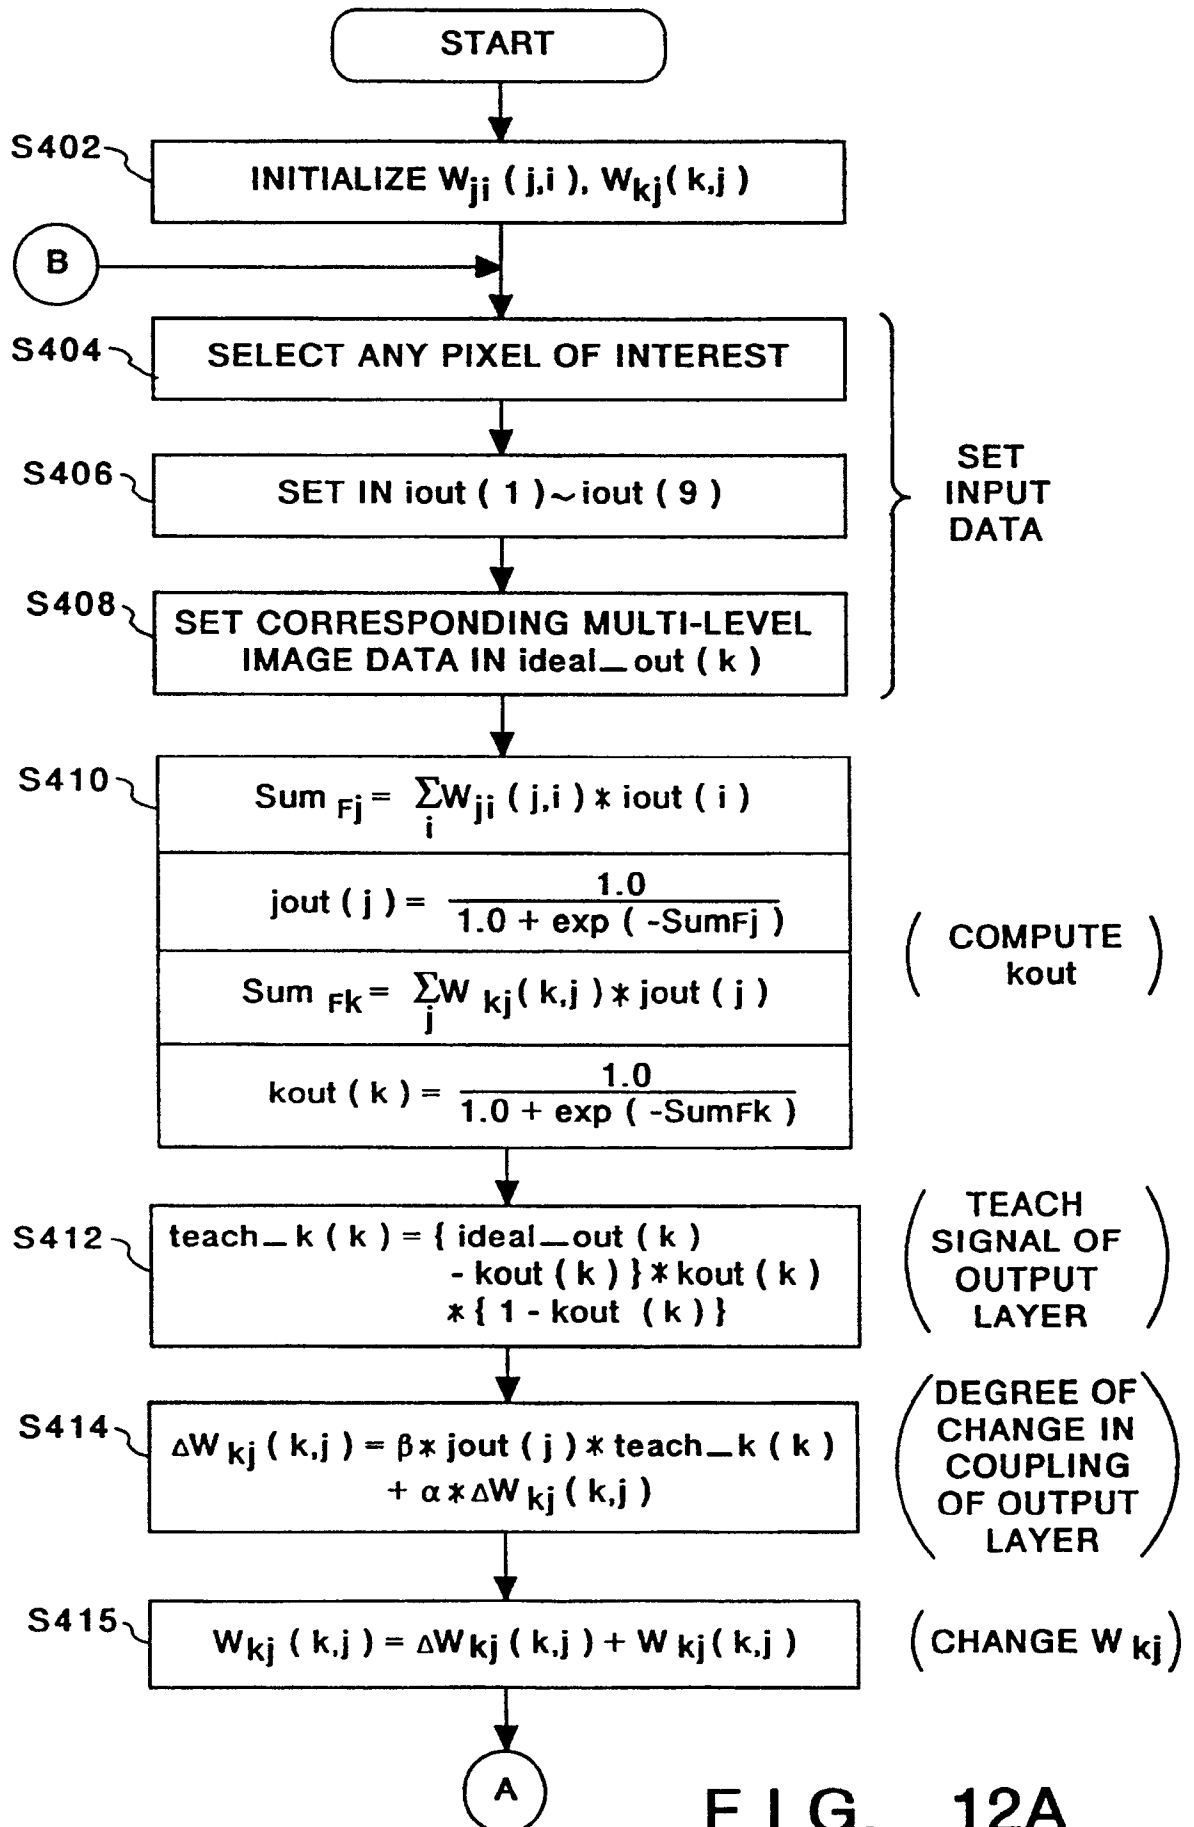 START
S402
INITIALIZE Wji ( j,i ), Wkj( k,j )
B
S404
SELECT ANY PIXEL OF INTEREST
S406
SET IN iout ( 1 ) ~ iout ( 9 )
SET
INPUT
DATA
S408
SET CORRESPONDING MULTI-LEVEL
IMAGE DATA IN ideal_out ( k )
S410
Sum Fj = Σ Wji ( j,i ) * iout ( i )
i
jout ( j ) = 1.0
1.0 + exp ( -SumFj )
Sum Fk = Σ W kj( k,j ) * jout ( j )
j
kout ( k ) = 1.0
1.0 + exp ( -SumFk )
( COMPUTE
kout )
S412
teach_k ( k ) = { ideal_out ( k )
- kout ( k ) } * kout ( k )
* { 1 - kout ( k ) }
( TEACH
SIGNAL OF
OUTPUT
LAYER )
S414
ΔW kj ( k,j ) = β * jout ( j ) * teach_k ( k )
+ α * ΔW kj ( k,j )
( DEGREE OF
CHANGE IN
COUPLING
OF OUTPUT
LAYER )
S415
Wkj ( k,j ) = ΔWkj ( k,j ) + W kj( k,j )
( CHANGE W kj )
A
FIG. 12A